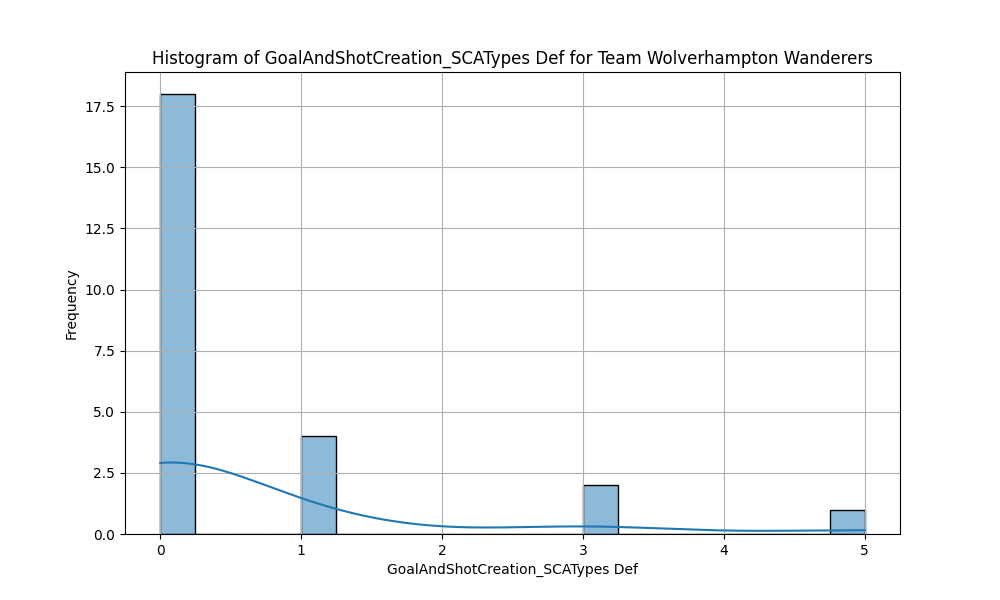 Histogram of GoalAndShotCreation_SCATypes Def for Team Wolverhampton Wanderers
17.5
15.0
12.5
10.0
7.5
5.0
2.5
0.0
Frequency
0 1 2 3 4 5
GoalAndShotCreation_SCATypes Def